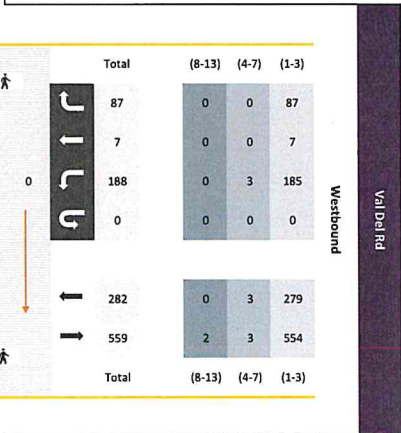 Total (8-13) (4-7) (1-3)
87 0 0 87
7 0 0 7
0 188 0 3 185
0 0 0 0
282 0 3 279
559 2 3 554
Total (8-13) (4-7) (1-3)
Westbound
Val Del Rd